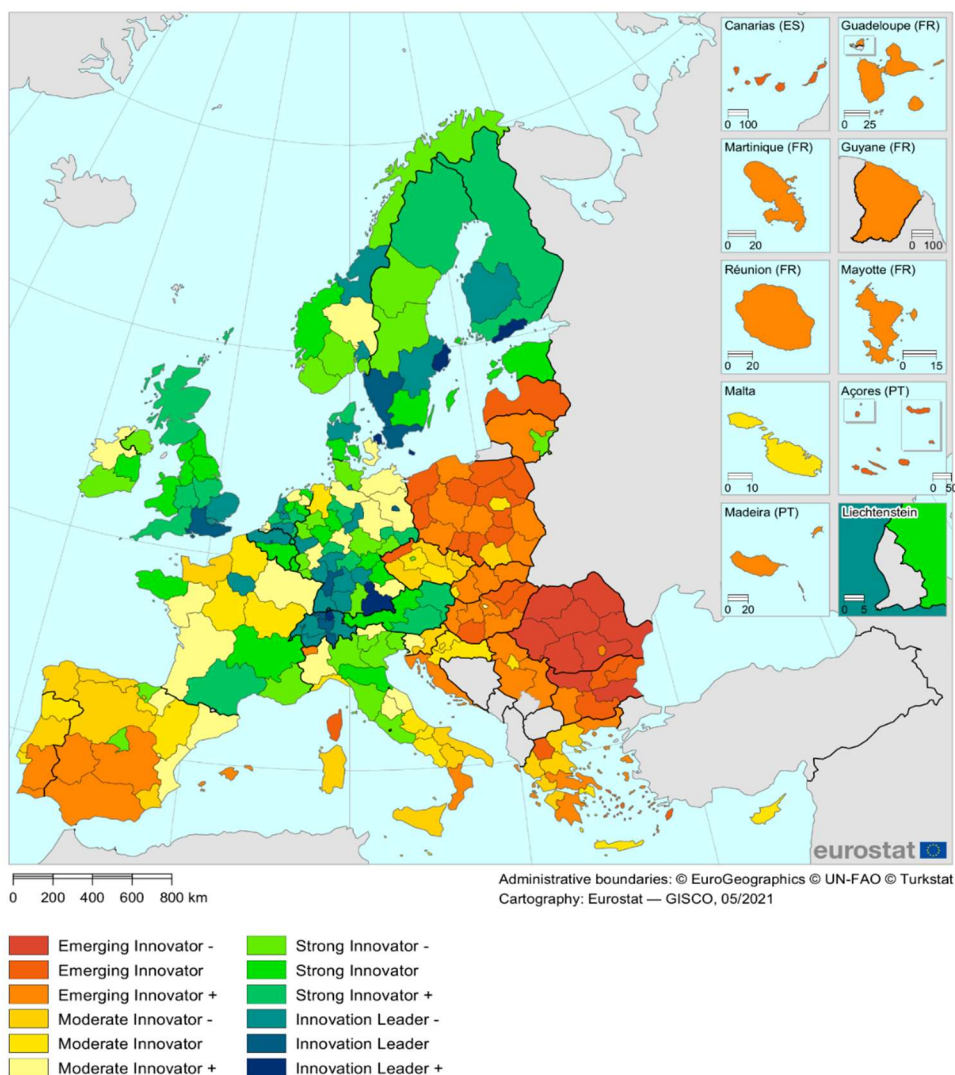 Canarias (ES)
0 100
Guadeloupe (FR)
0 25
Martinique (FR)
0 20
Guyane (FR)
0 100
Réunion (FR)
0 20
Mayotte (FR)
0 15
Malta
0 10
Açores (PT)
0 50
Madeira (PT)
0 20
Liechtenstein
0 5
eurostat
0 200 400 600 800 km
Administrative boundaries: © EuroGeographics © UN-FAO © Turkstat
Cartography: Eurostat — GISCO, 05/2021
Emerging Innovator -
Emerging Innovator
Emerging Innovator +
Moderate Innovator -
Moderate Innovator
Moderate Innovator +
Strong Innovator -
Strong Innovator
Strong Innovator +
Innovation Leader -
Innovation Leader
Innovation Leader +